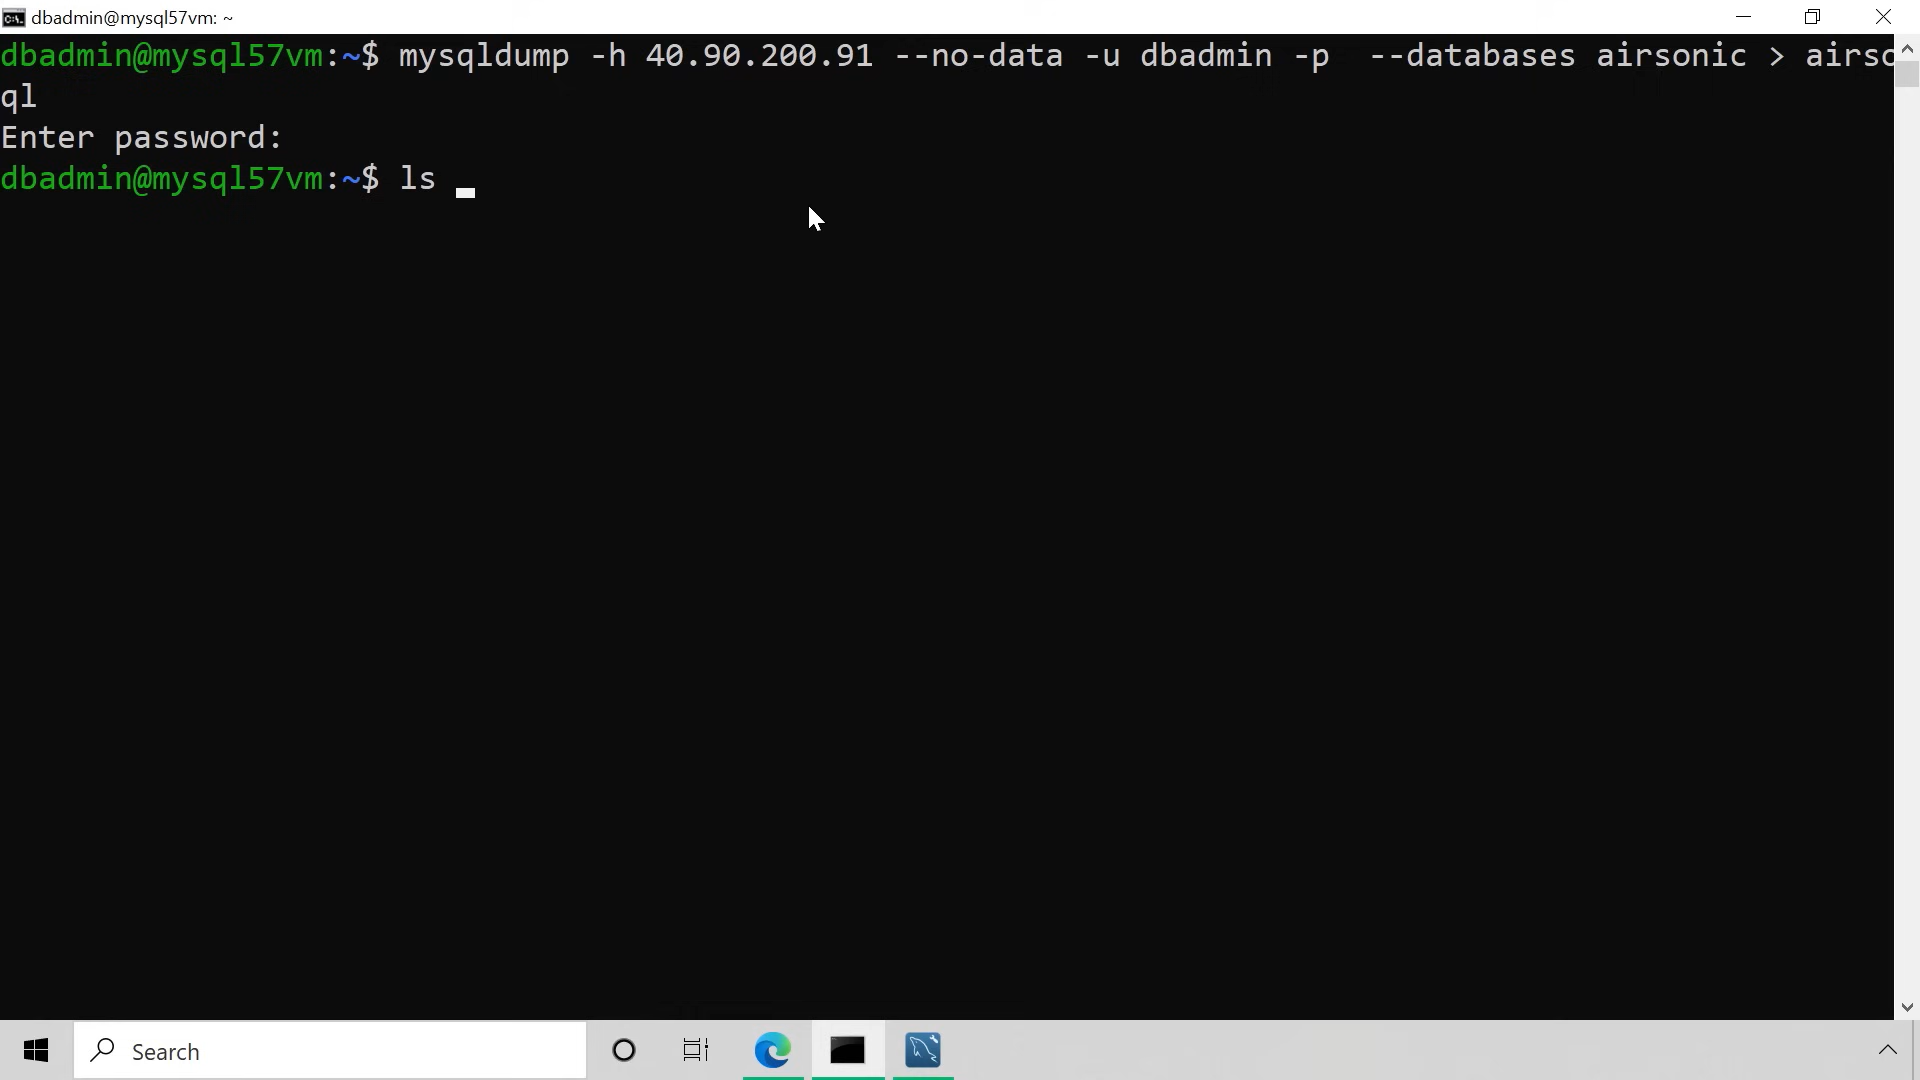 dbadmin@mysql57vm: ~
dbadmin@mysql57vm:~$ mysqldump -h 40.90.200.91 --no-data -u dbadmin -p  --databases airsonic > airso
ql
Enter password:
dbadmin@mysql57vm:~$ ls _
Search